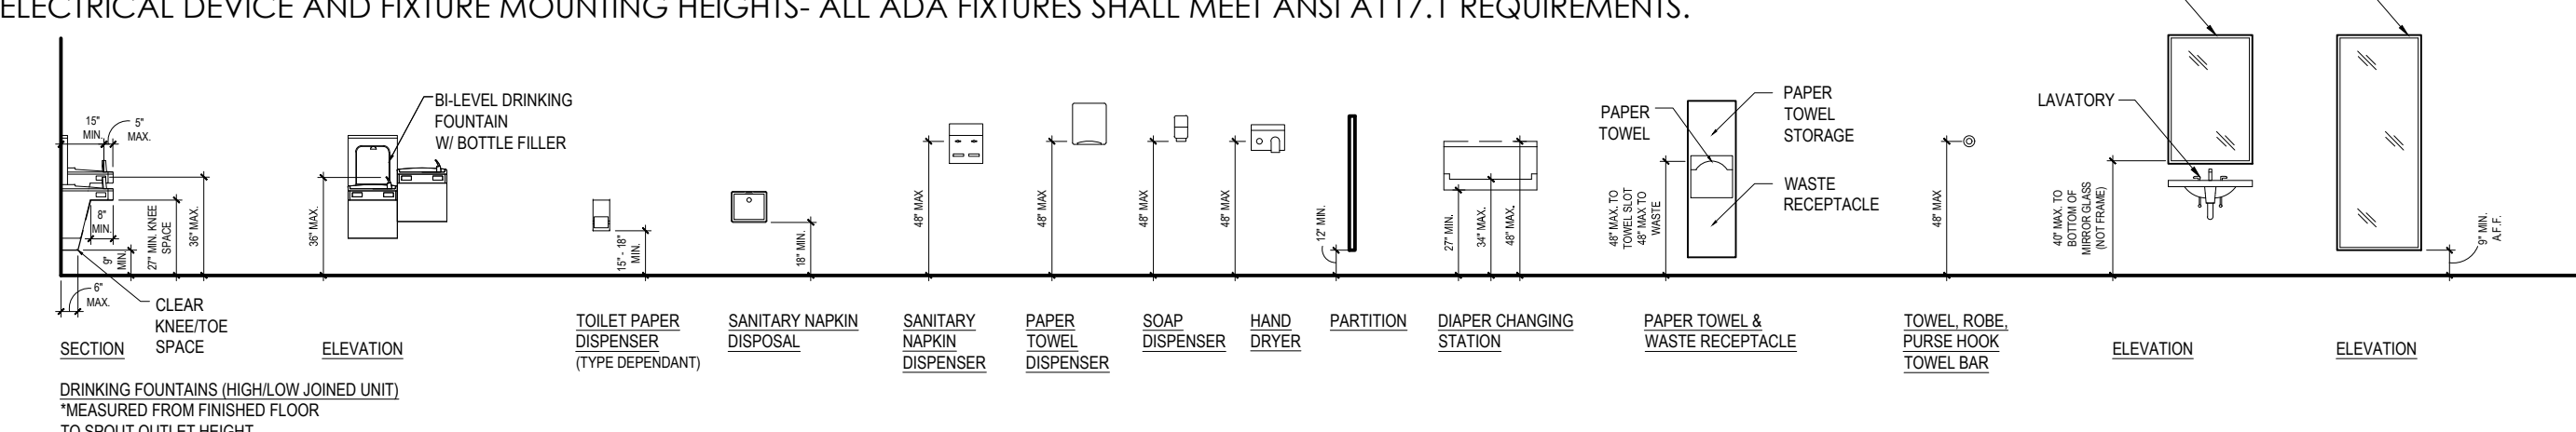 ELECTRICAL DEVICE AND FIXTURE MOUNTING HEIGHTS- ALL ADA FIXTURES SHALL MEET ANSI A117.1 REQUIREMENTS.
15"
MIN.
5"
MAX.
8"
MIN.
9"
MIN.
27" MIN. KNEE
SPACE
36" MAX.
6"
MAX.
CLEAR
KNEE/TOE
SPACE
SECTION
BI-LEVEL DRINKING
FOUNTAIN
W/ BOTTLE FILLER
36" MAX.
ELEVATION
DRINKING FOUNTAINS (HIGH/LOW JOINED UNIT)
*MEASURED FROM FINISHED FLOOR
TO SPOUT OUTLET HEIGHT
15" - 18"
MIN.
TOILET PAPER
DISPENSER
(TYPE DEPENDANT)
18" MIN.
SANITARY NAPKIN
DISPOSAL
48" MAX
SANITARY
NAPKIN
DISPENSER
48" MAX
PAPER
TOWEL
DISPENSER
48" MAX
SOAP
DISPENSER
48" MAX
HAND
DRYER
12" MIN.
PARTITION
27" MIN.
34" MAX.
48" MAX.
DIAPER CHANGING
STATION
PAPER
TOWEL
PAPER
TOWEL
STORAGE
WASTE
RECEPTACLE
48" MAX. TO
TOWEL SLOT
48" MAX TO
WASTE
PAPER TOWEL &
WASTE RECEPTACLE
48" MAX
TOWEL, ROBE,
PURSE HOOK
TOWEL BAR
LAVATORY
40" MAX. TO
BOTTOM OF
MIRROR GLASS
(NOT FRAME)
ELEVATION
9" MIN.
A.F.F.
ELEVATION